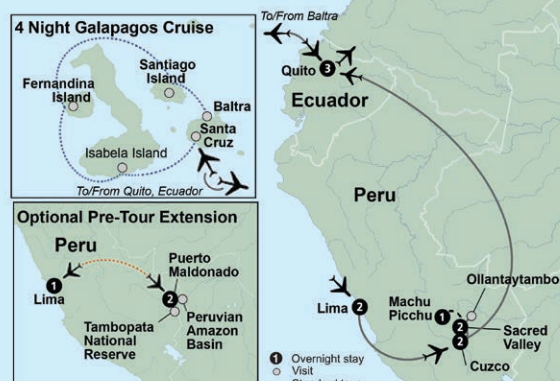 4 Night Galapagos Cruise
Santiago
Island
Fernandina
Island
Baltra
Santa
Cruz
Isabela Island
To/From Quito, Ecuador
To/From Baltra
Quito 3
Ecuador
Peru
Optional Pre-Tour Extension
Peru
Puerto
Maldonado
1
Lima
2
Tambopata
National
Reserve
Peruvian
Amazon
Basin
Ollantaytambo
Lima 2
Machu
Picchu 1
2
Sacred
Valley
2
Cuzco
1 Overnight stay
Visit